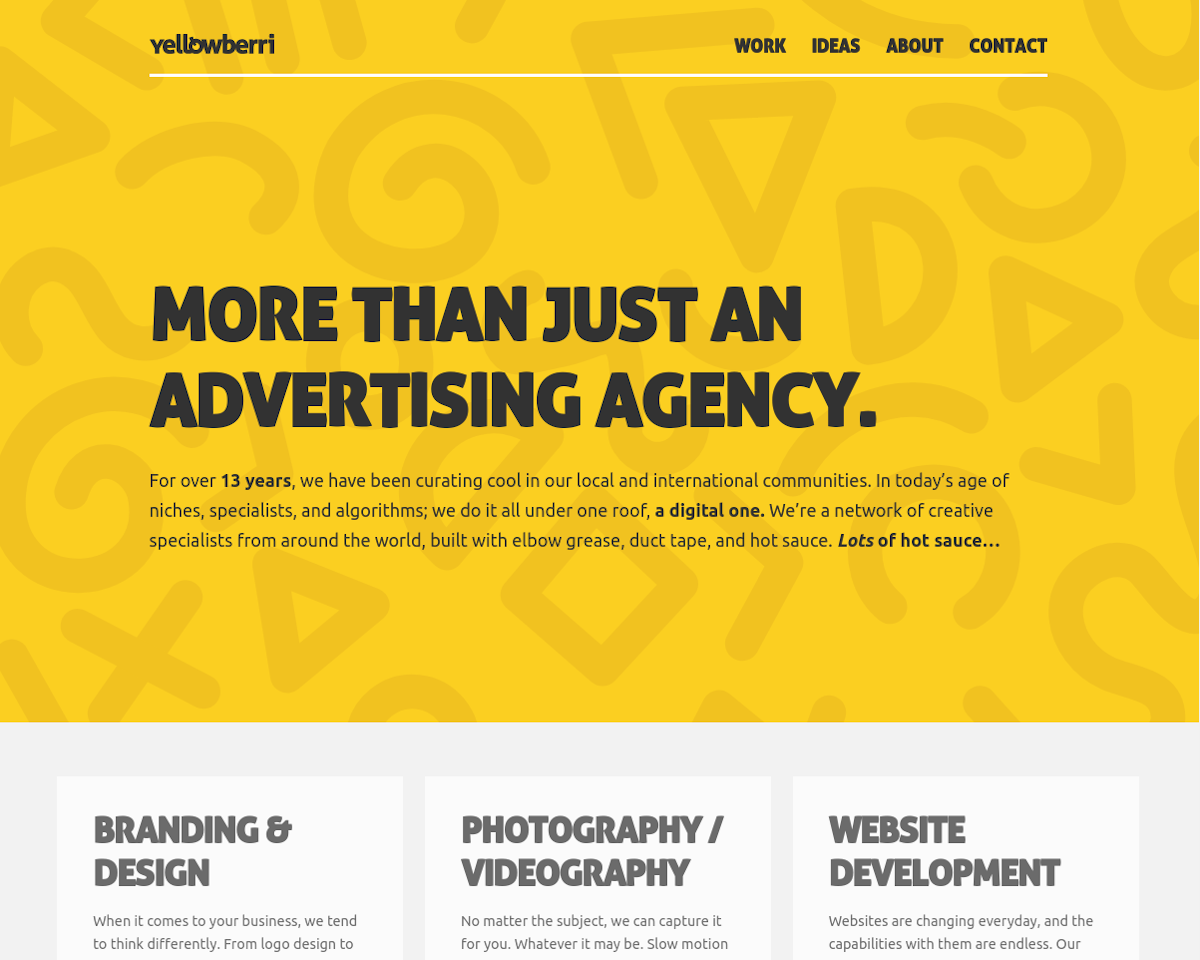 yellowberri
WORK IDEAS ABOUT CONTACT
MORE THAN JUST AN
ADVERTISING AGENCY.
For over 13 years, we have been curating cool in our local and international communities. In today’s age of
niches, specialists, and algorithms; we do it all under one roof, a digital one. We’re a network of creative
specialists from around the world, built with elbow grease, duct tape, and hot sauce. Lots of hot sauce…
BRANDING &
DESIGN
When it comes to your business, we tend
to think differently. From logo design to
PHOTOGRAPHY /
VIDEOGRAPHY
No matter the subject, we can capture it
for you. Whatever it may be. Slow motion
WEBSITE
DEVELOPMENT
Websites are changing everyday, and the
capabilities with them are endless. Our